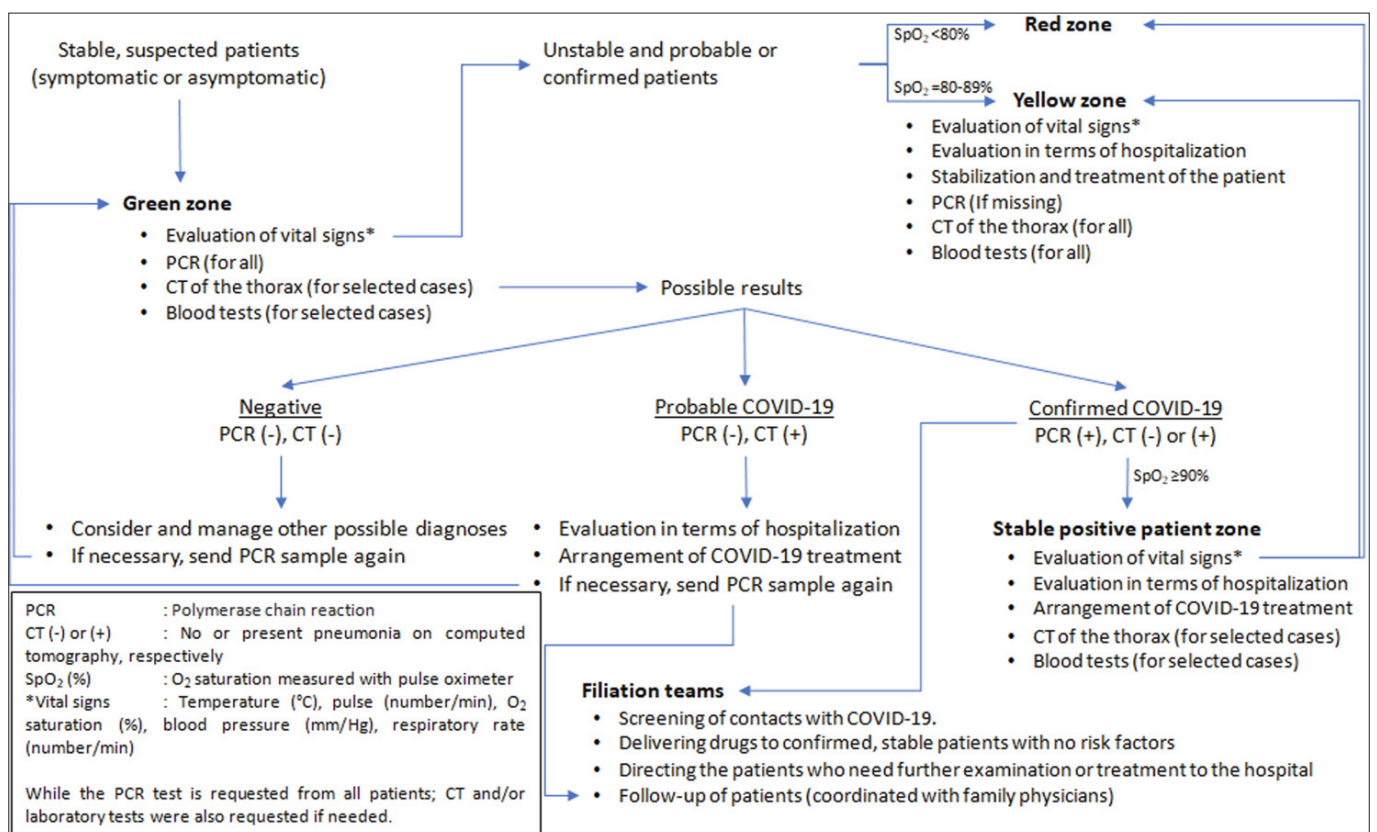 Stable, suspected patients
(symptomatic or asymptomatic)
Unstable and probable or
confirmed patients
SpO₂ <80%
Red zone
SpO₂ =80-89%
Yellow zone
• Evaluation of vital signs*
• Evaluation in terms of hospitalization
• Stabilization and treatment of the patient
• PCR (If missing)
• CT of the thorax (for all)
• Blood tests (for all)
Green zone
• Evaluation of vital signs*
• PCR (for all)
• CT of the thorax (for selected cases)
• Blood tests (for selected cases)
Possible results
Negative
PCR (-), CT (-)
Probable COVID-19
PCR (-), CT (+)
Confirmed COVID-19
PCR (+), CT (-) or (+)
SpO₂ ≥90%
• Consider and manage other possible diagnoses
• If necessary, send PCR sample again
• Evaluation in terms of hospitalization
• Arrangement of COVID-19 treatment
• If necessary, send PCR sample again
Stable positive patient zone
• Evaluation of vital signs*
• Evaluation in terms of hospitalization
• Arrangement of COVID-19 treatment
• CT of the thorax (for selected cases)
• Blood tests (for selected cases)
Filiation teams
• Screening of contacts with COVID-19.
• Delivering drugs to confirmed, stable patients with no risk factors
• Directing the patients who need further examination or treatment to the hospital
• Follow-up of patients (coordinated with family physicians)
PCR : Polymerase chain reaction
CT (-) or (+) : No or present pneumonia on computed
tomography, respectively
SpO₂ (%) : O₂ saturation measured with pulse oximeter
*Vital signs : Temperature (°C), pulse (number/min), O₂
saturation (%), blood pressure (mm/Hg), respiratory rate
(number/min)
While the PCR test is requested from all patients; CT and/or
laboratory tests were also requested if needed.